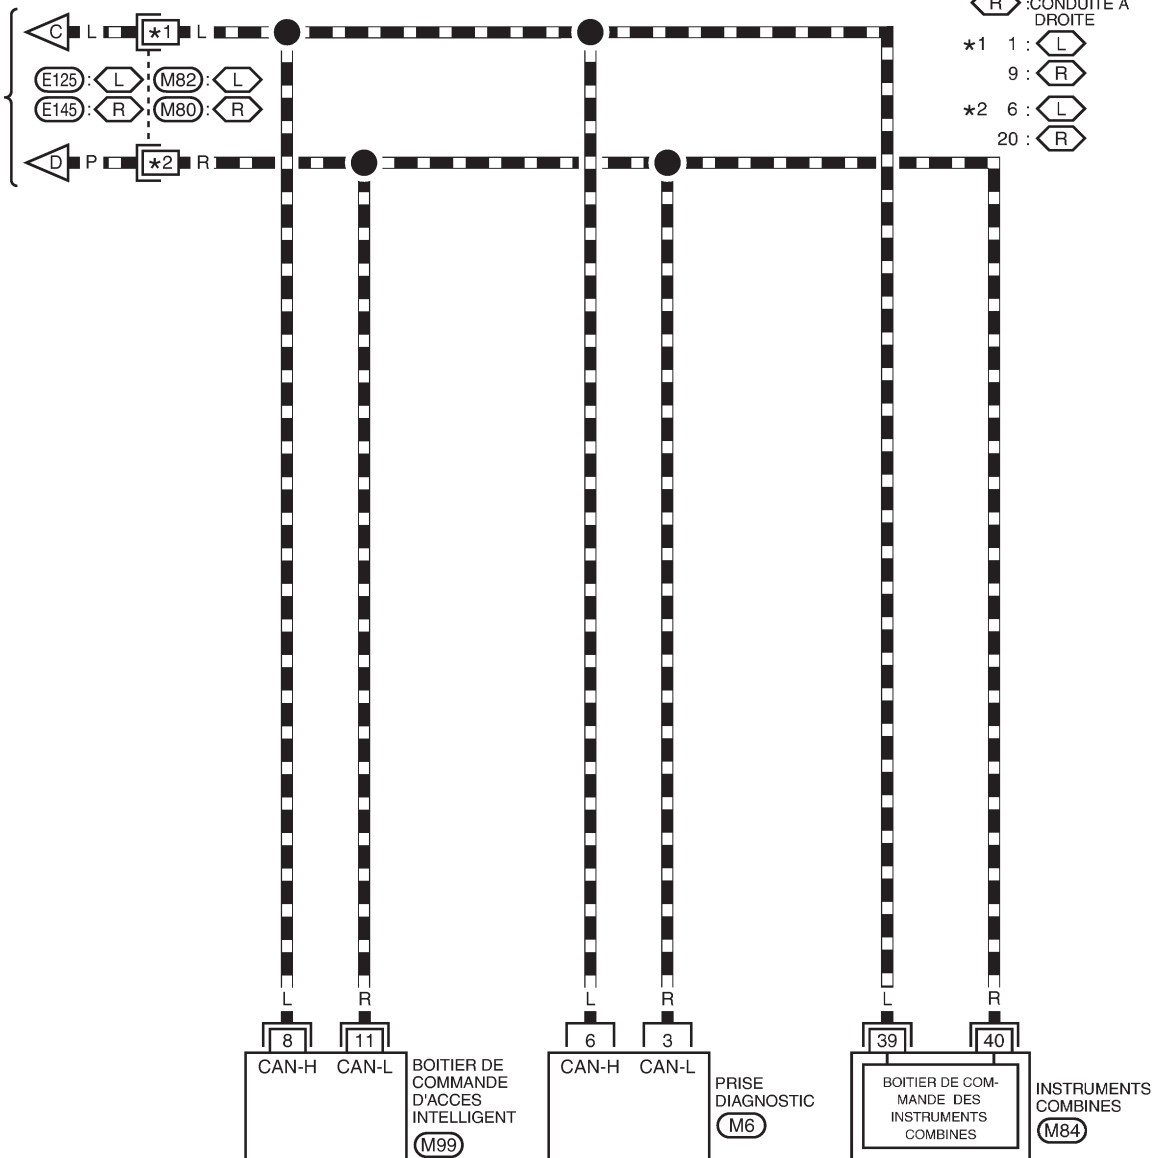 C L *1 L
E125 : L M82 : L
E145 : R M80 : R
D P *2 R
R :CONDUITE A
DROITE
*1 1 : L
9 : R
*2 6 : L
20 : R
L R L R L R
8 11 6 3 39 40
CAN-H CAN-L
BOITIER DE
COMMANDE
D'ACCES
INTELLIGENT
M99
CAN-H CAN-L
PRISE
DIAGNOSTIC
M6
BOITIER DE COM-
MANDE DES
INSTRUMENTS
COMBINES
INSTRUMENTS
COMBINES
M84